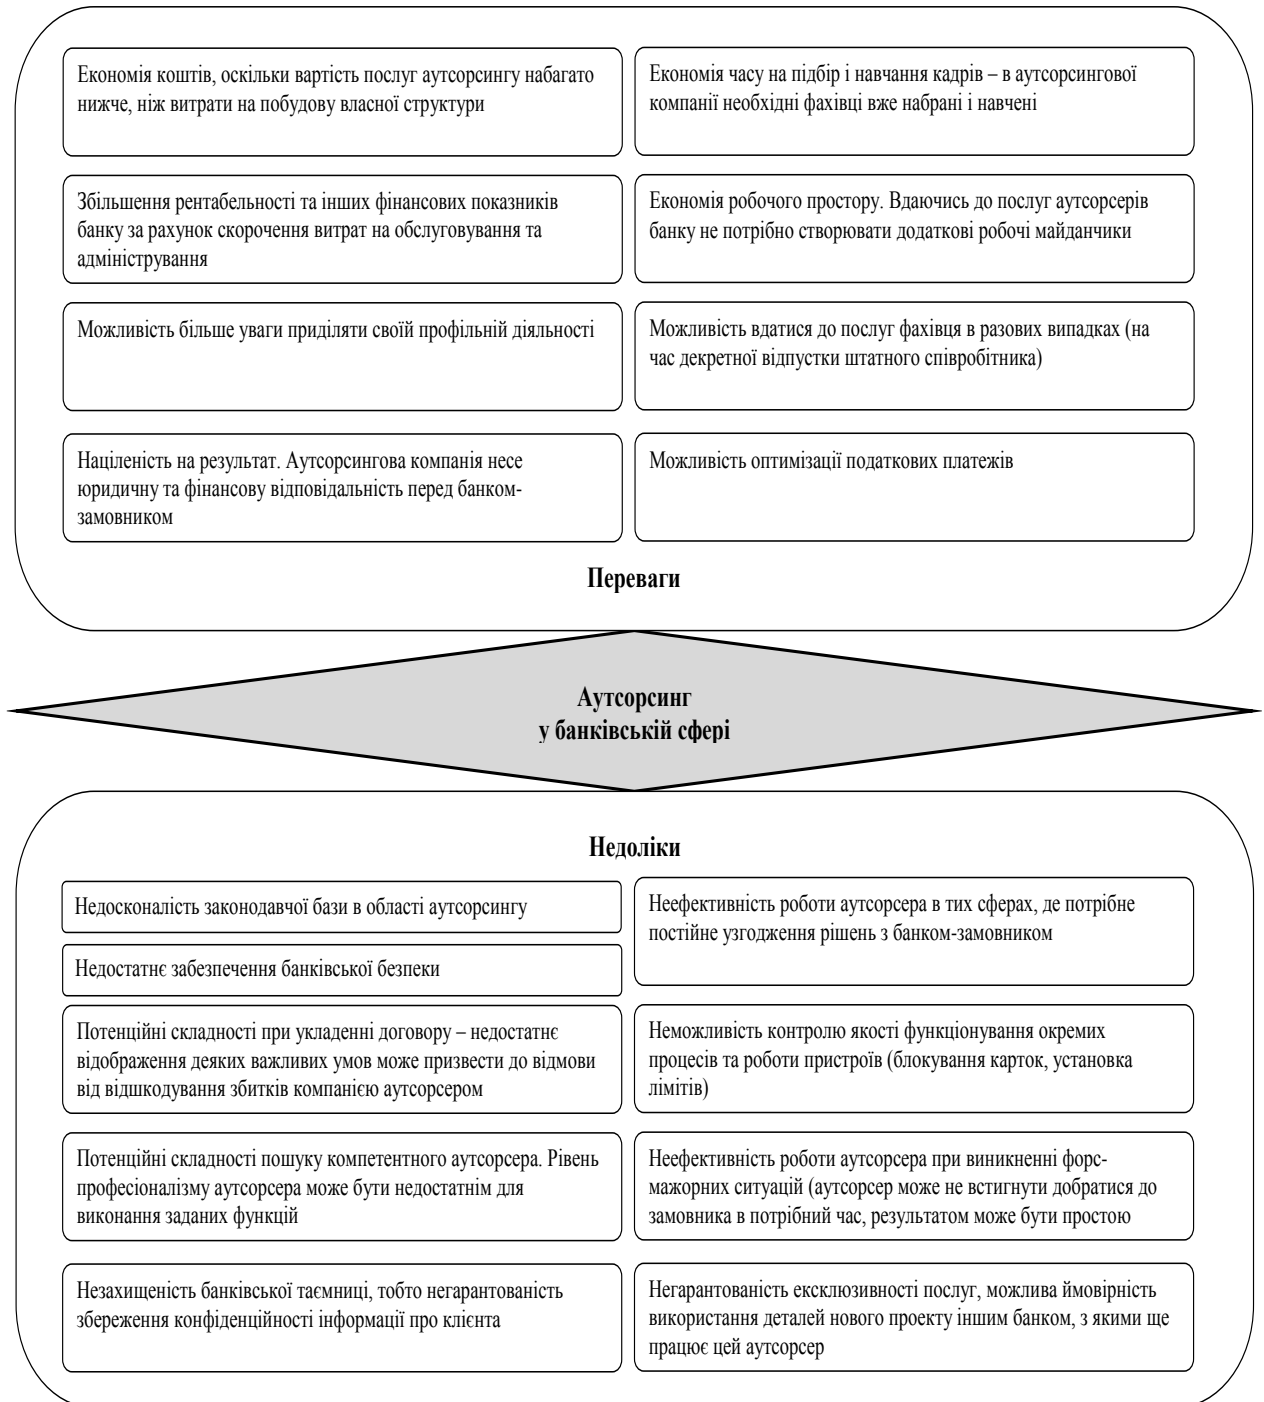 Економія коштів, оскільки вартість послуг аутсорсингу набагато
нижче, ніж витрати на побудову власної структури
Економія часу на підбір і навчання кадрів – в аутсорсингової
компанії необхідні фахівці вже набрані і навчені
Збільшення рентабельності та інших фінансових показників
банку за рахунок скорочення витрат на обслуговування та
адміністрування
Економія робочого простору. Вдаючись до послуг аутсорсерів
банку не потрібно створювати додаткові робочі майданчики
Можливість більше уваги приділяти своїй профільній діяльності
Можливість вдатися до послуг фахівця в разових випадках (на
час декретної відпустки штатного співробітника)
Націленість на результат. Аутсорсингова компанія несе
юридичну та фінансову відповідальність перед банком-
замовником
Можливість оптимізації податкових платежів
Переваги
Аутсорсинг
у банківській сфері
Недоліки
Недосконалість законодавчої бази в області аутсорсингу
Недостатнє забезпечення банківської безпеки
Неефективність роботи аутсорсера в тих сферах, де потрібне
постійне узгодження рішень з банком-замовником
Потенційні складності при укладенні договору – недостатнє
відображення деяких важливих умов може призвести до відмови
від відшкодування збитків компанією аутсорсером
Неможливість контролю якості функціонування окремих
процесів та роботи пристроїв (блокування карток, установка
лімітів)
Потенційні складності пошуку компетентного аутсорсера. Рівень
професіоналізму аутсорсера може бути недостатнім для
виконання заданих функцій
Неефективність роботи аутсорсера при виникненні форс-
мажорних ситуацій (аутсорсер може не встигнути добратися до
замовника в потрібний час, результатом може бути простою
Незахищеність банківської таємниці, тобто негарантованість
збереження конфіденційності інформації про клієнта
Негарантованість ексклюзивності послуг, можлива ймовірність
використання деталей нового проекту іншим банком, з якими ще
працює цей аутсорсер